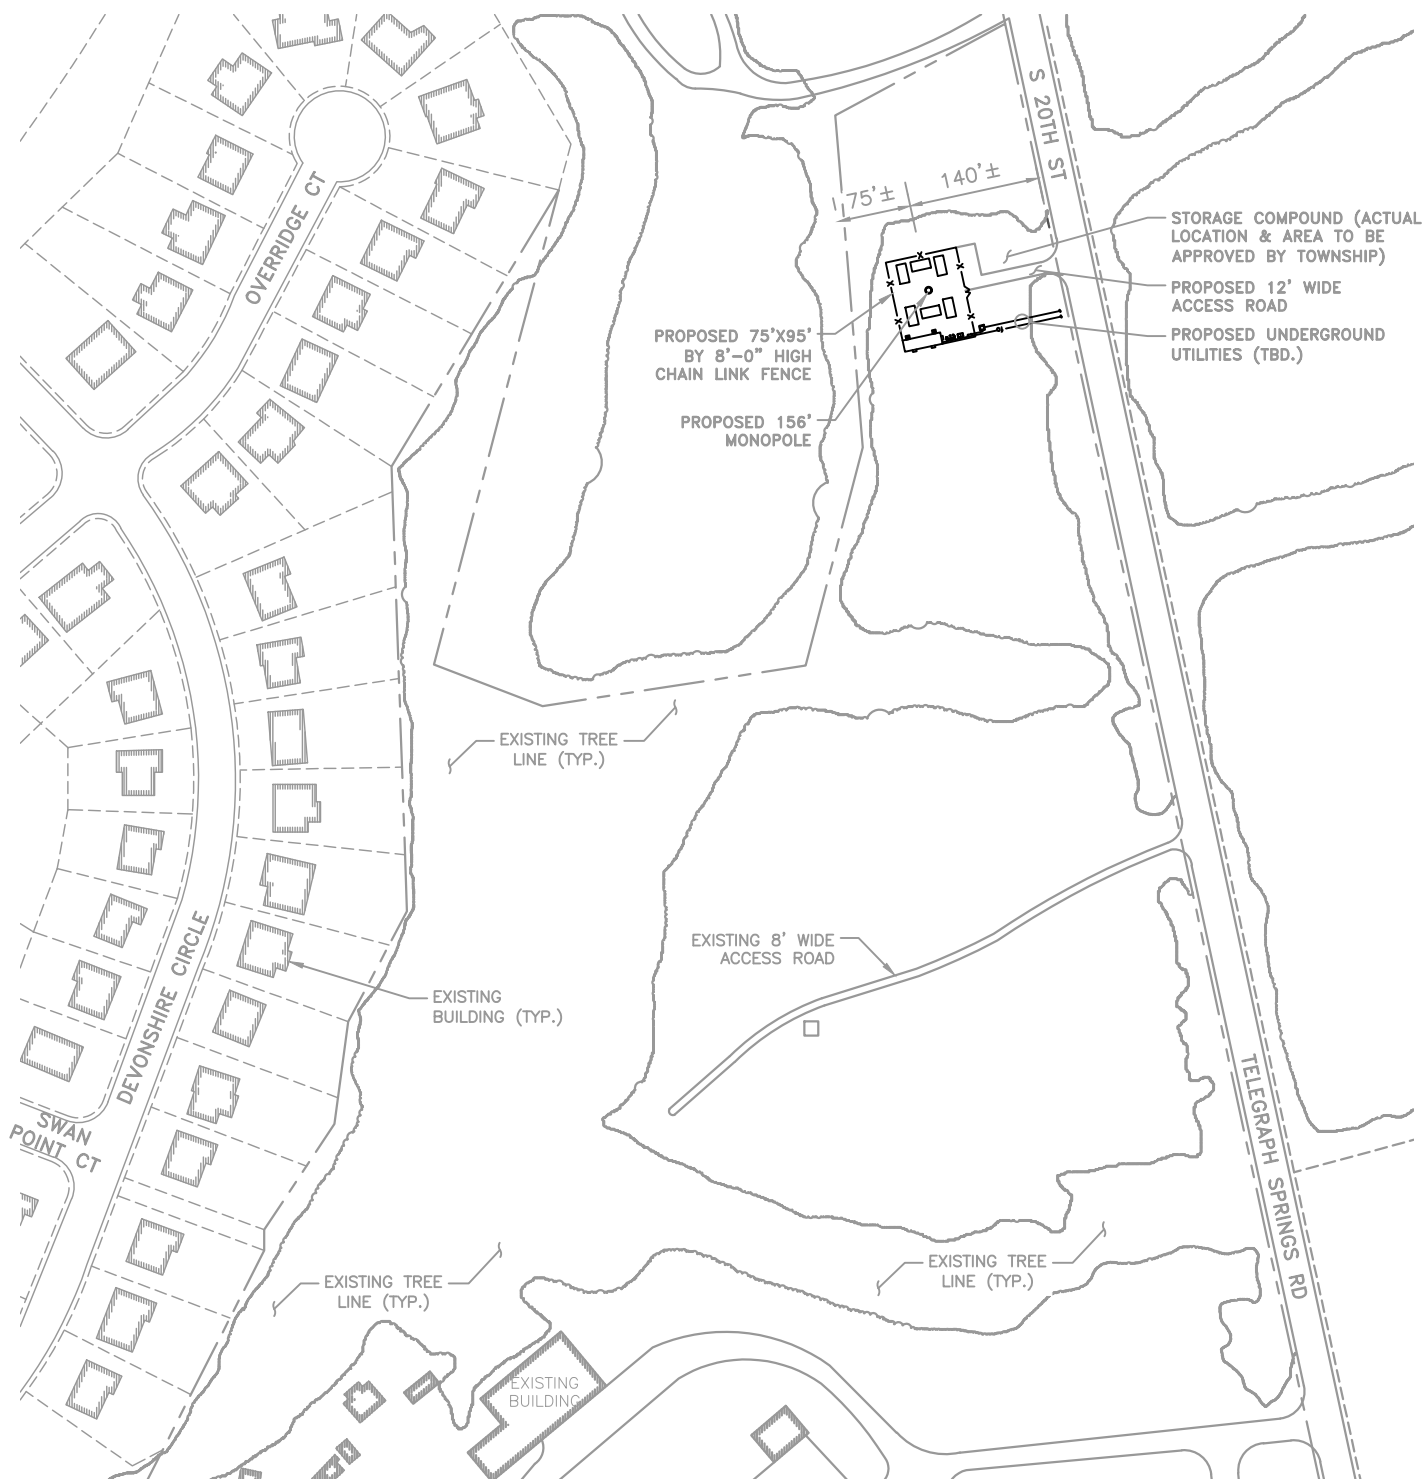 S 20TH ST
OVERRIDGE CT
75'±
140'±
STORAGE COMPOUND (ACTUAL
LOCATION & AREA TO BE
APPROVED BY TOWNSHIP)
PROPOSED 12' WIDE
ACCESS ROAD
PROPOSED UNDERGROUND
UTILITIES (TBD.)
PROPOSED 75'X95'
BY 8'-0" HIGH
CHAIN LINK FENCE
PROPOSED 156'
MONOPOLE
EXISTING TREE
LINE (TYP.)
EXISTING 8' WIDE
ACCESS ROAD
EXISTING
BUILDING (TYP.)
DEVONSHIRE CIRCLE
SWAN
POINT CT
TELEGRAPH SPRINGS RD
EXISTING TREE
LINE (TYP.)
EXISTING TREE
LINE (TYP.)
EXISTING
BUILDING